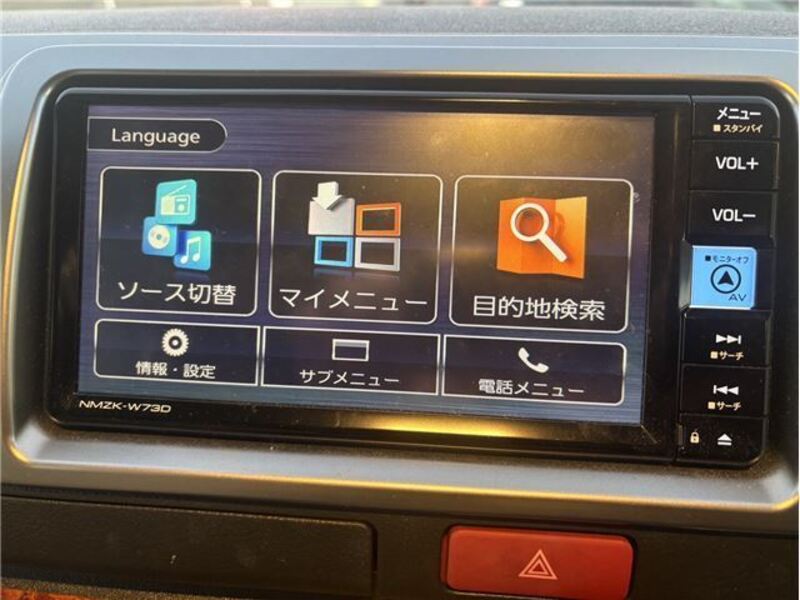 Language
ソース切替
マイメニュー
目的地検索
情報・設定
サブメニュー
電話メニュー
NMZK-W73D
メニュー
■スタンバイ
VOL+
VOL−
■モニターオフ
AV
■サーチ
■サーチ